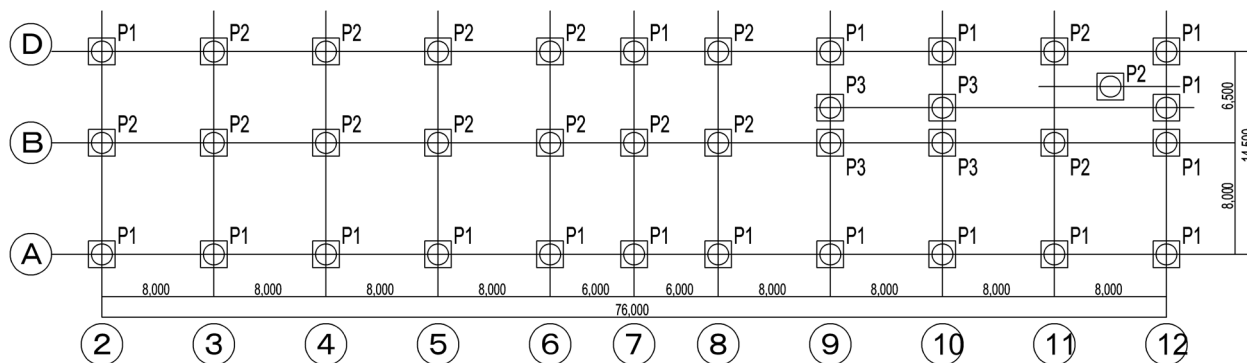 D P1 P2 P2 P2 P2 P1 P2 P1 P1 P2 P1
P3 P3 P2 P1
6,500
B P2 P2 P2 P2 P2 P2 P2
P3 P3 P2 P1
14,500
8,000
A P1 P1 P1 P1 P1 P1 P1 P1 P1 P1 P1
8,000 8,000 8,000 8,000 6,000 6,000 8,000 8,000 8,000 8,000
76,000
2 3 4 5 6 7 8 9 10 11 12